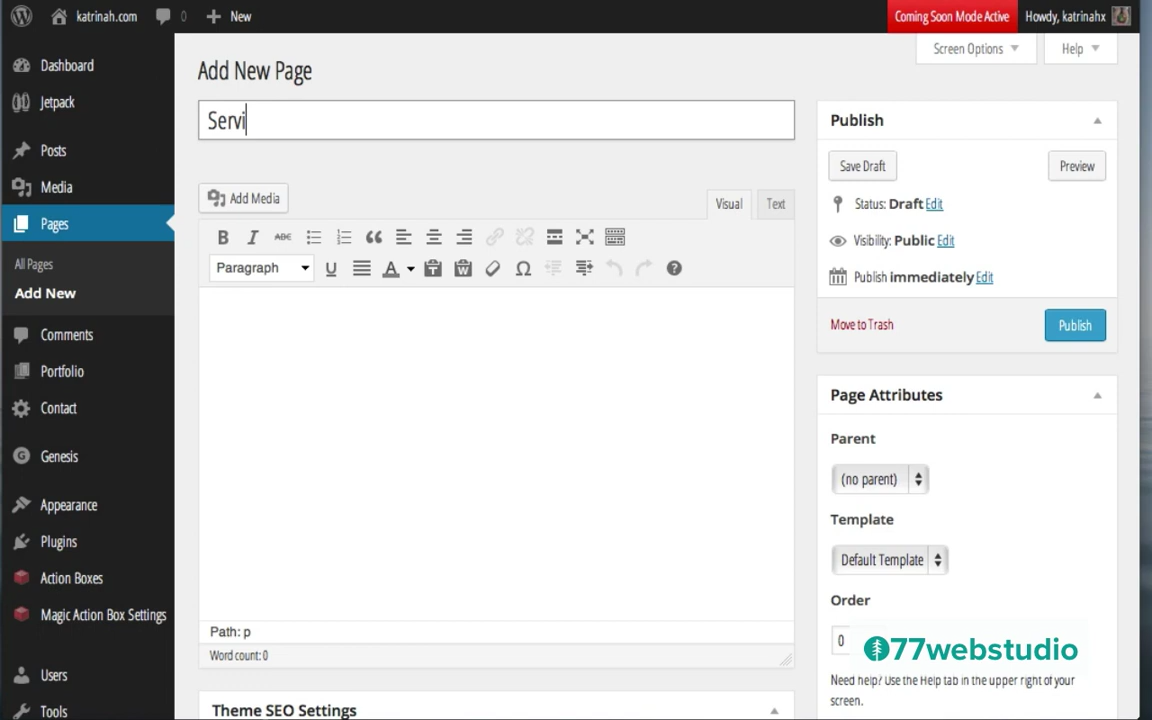 katrinah.com 0 New Coming Soon Mode Active Howdy, katrinahx
Screen Options Help
Dashboard
Jetpack
Posts
Media
Pages
All Pages
Add New
Comments
Portfolio
Contact
Genesis
Appearance
Plugins
Action Boxes
Magic Action Box Settings
Users
Tools
Add New Page
Servi
Add Media
Visual Text
B I ABC
Paragraph U A T W Ω ?
Path: p
Word count: 0
Theme SEO Settings
Publish
Save Draft Preview
Status: Draft Edit
Visibility: Public Edit
Publish immediately Edit
Move to Trash Publish
Page Attributes
Parent
(no parent)
Template
Default Template
Order
0
77webstudio
Need help? Use the Help tab in the upper right of your
screen.